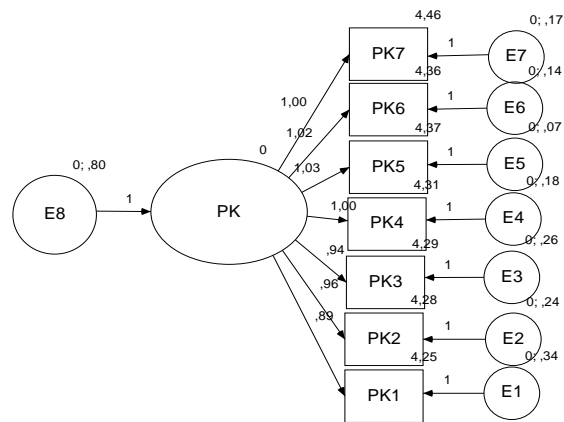 4,46
0; ,17
PK7
1
E7
4,36
0; ,14
1,00
PK6
1
E6
4,37
0; ,07
1,02
0
1,03
PK5
1
E5
4,31
0; ,18
0; ,80
E8
1
PK
1,00
PK4
1
E4
4,29
0; ,26
,94
PK3
1
E3
,96
4,28
0; ,24
,89
PK2
1
E2
4,25
0; ,34
PK1
1
E1